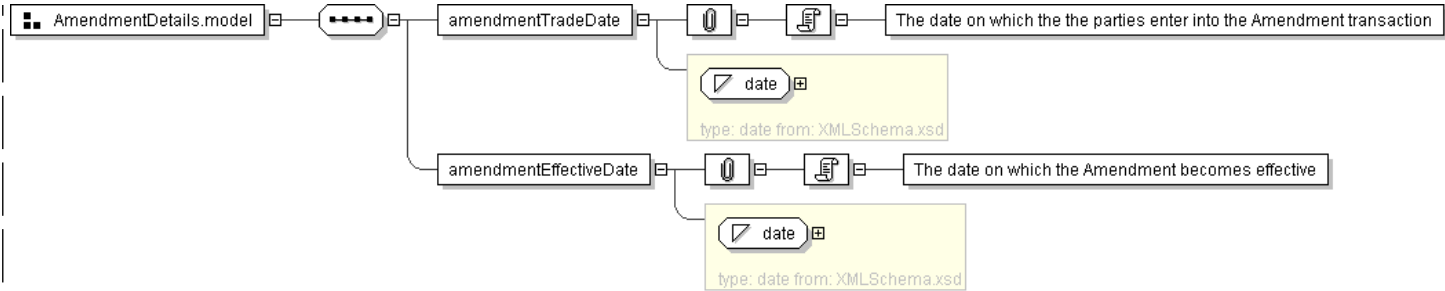 AmendmentDetails.model
amendmentTradeDate
The date on which the the parties enter into the Amendment transaction
date
type: date from: XMLSchema.xsd
amendmentEffectiveDate
The date on which the Amendment becomes effective
date
type: date from: XMLSchema.xsd